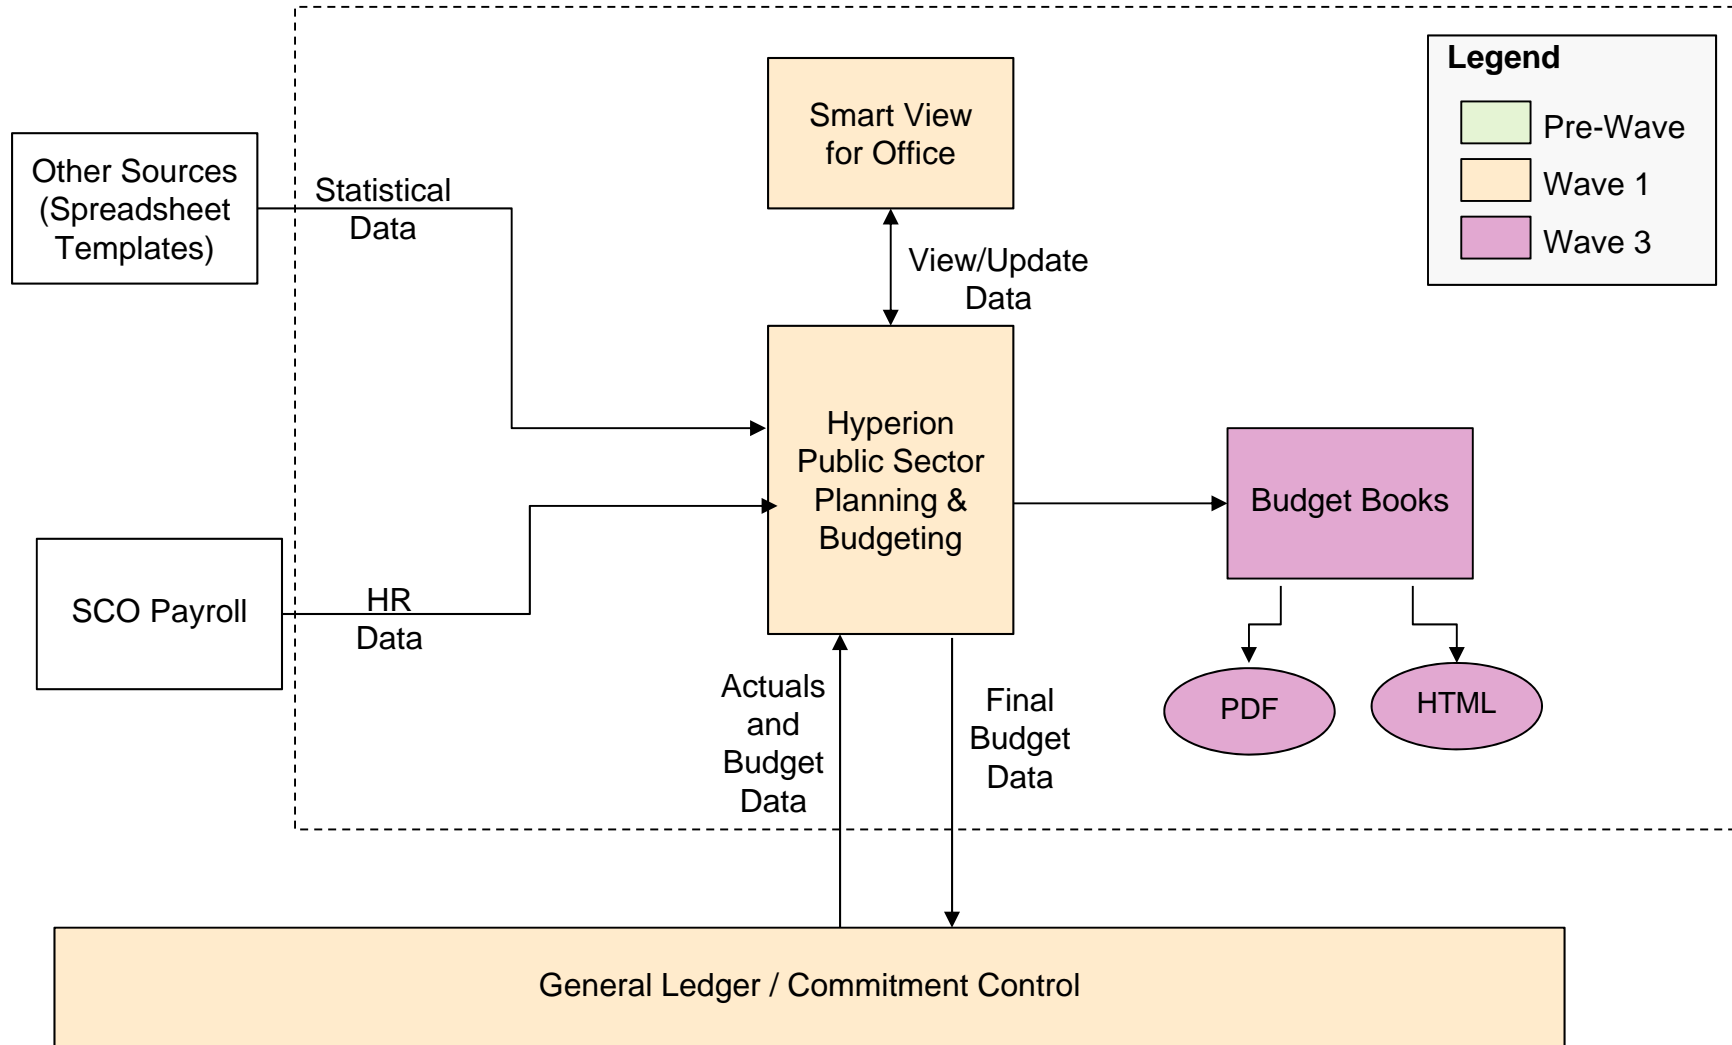 Legend
Pre-Wave
Wave 1
Wave 3
Smart View
for Office
Other Sources
(Spreadsheet
Templates)
Statistical
Data
View/Update
Data
Hyperion
Public Sector
Planning &
Budgeting
Budget Books
SCO Payroll
HR
Data
Actuals
and
Budget
Data
Final
Budget
Data
PDF
HTML
General Ledger / Commitment Control